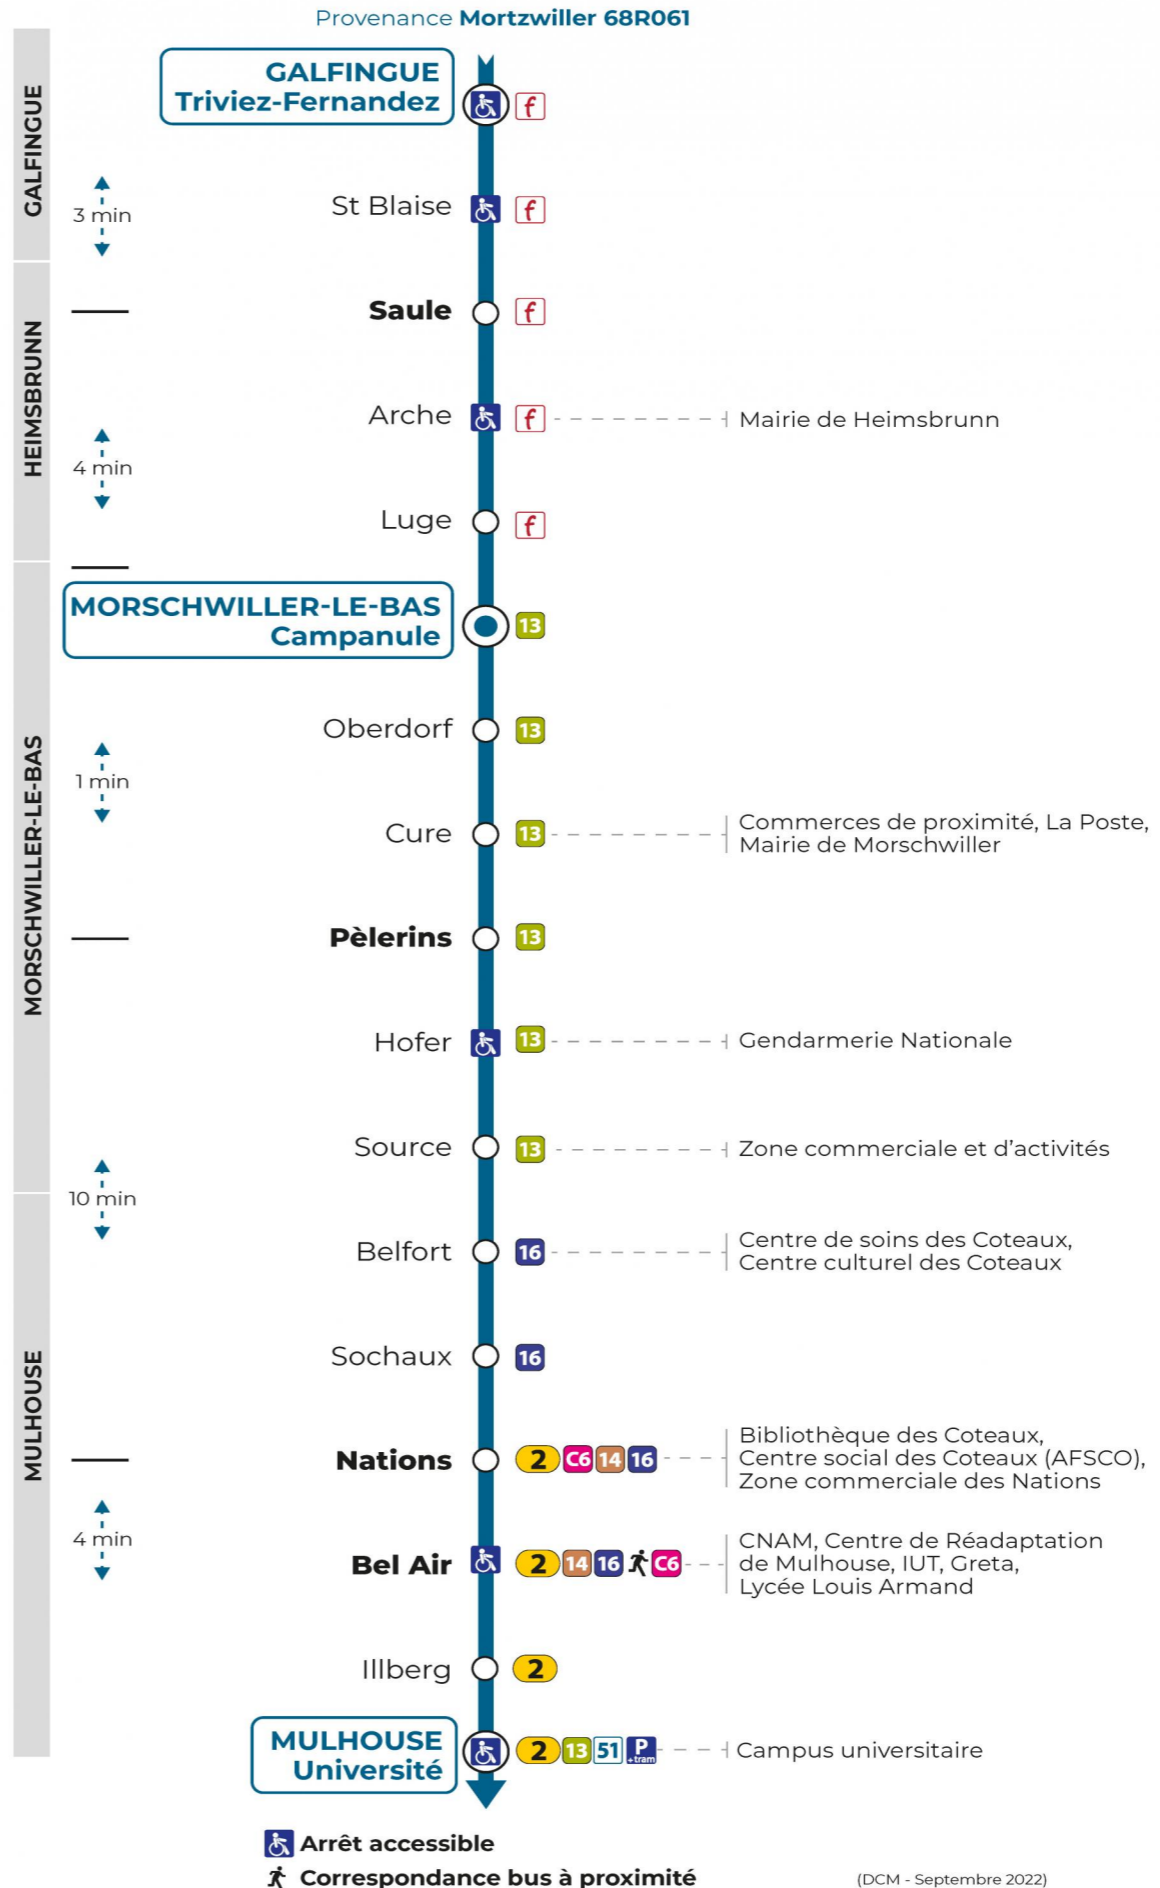 Provenance Mortzwiller 68R061
GALFINGUE
GALFINGUE
Triviez-Fernandez
f
3 min
St Blaise
f
HEIMSBRUNN
Saule
f
Arche
f
Mairie de Heimsbrunn
4 min
Luge
f
MORSCHWILLER-LE-BAS
MORSCHWILLER-LE-BAS
Campanule
13
Oberdorf
13
1 min
Cure
13
Commerces de proximité, La Poste,
Mairie de Morschwiller
Pèlerins
13
Hofer
13
Gendarmerie Nationale
Source
13
Zone commerciale et d'activités
10 min
MULHOUSE
Belfort
16
Centre de soins des Coteaux,
Centre culturel des Coteaux
Sochaux
16
Nations
2 C6 14 16
Bibliothèque des Coteaux,
Centre social des Coteaux (AFSCO),
Zone commerciale des Nations
4 min
Bel Air
2 14 16 C6
CNAM, Centre de Réadaptation
de Mulhouse, IUT, Greta,
Lycée Louis Armand
Illberg
2
MULHOUSE
Université
2 13 51 P +tram
Campus universitaire
Arrêt accessible
Correspondance bus à proximité
(DCM - Septembre 2022)